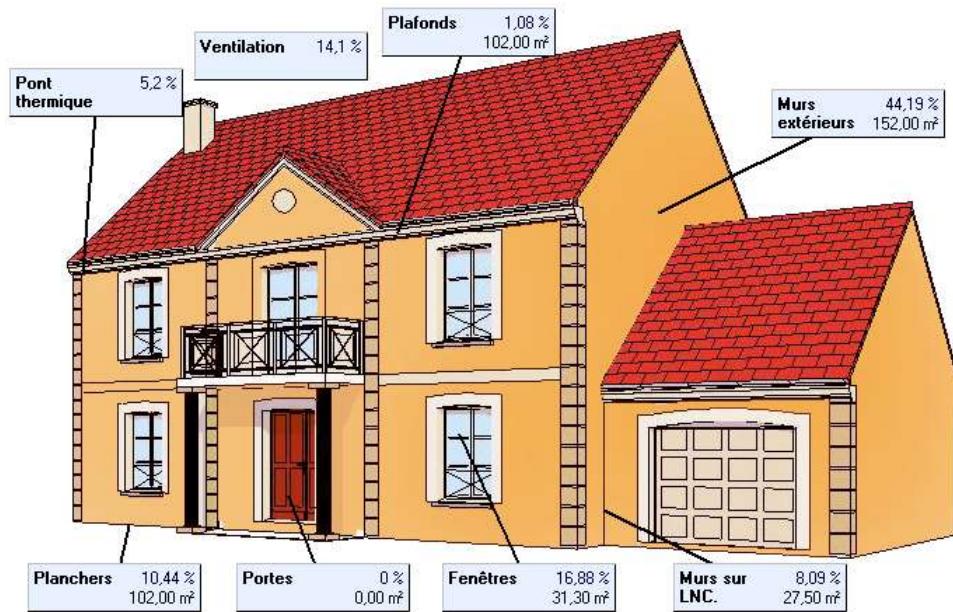 Plafonds 1,08 %
102,00 m²
Ventilation 14,1 %
Pont 5,2 %
thermique
Murs 44,19 %
extérieurs 152,00 m²
Planchers 10,44 %
102,00 m²
Portes 0 %
0,00 m²
Fenêtres 16,88 %
31,30 m²
Murs sur 8,09 %
LNC. 27,50 m²